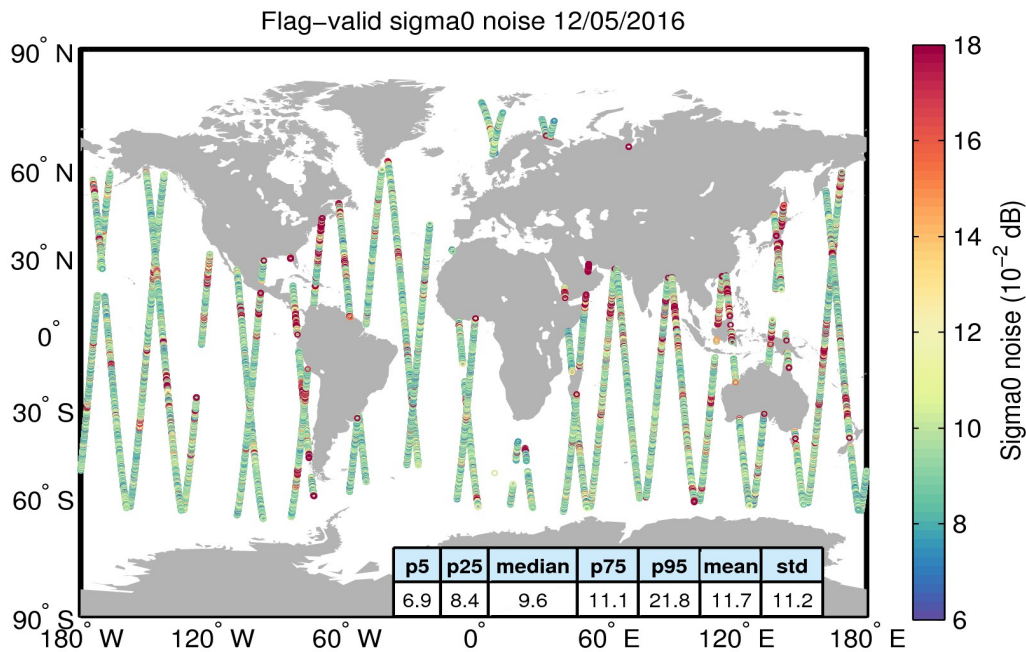 Flag−valid sigma0 noise 12/05/2016
90° N
60° N
30° N
0°
30° S
60° S
90° S
180° W
120° W
60° W
0°
60° E
120° E
180° E
p5 p25 median p75 p95 mean std
6.9 8.4 9.6 11.1 21.8 11.7 11.2
18
16
14
12
10
8
6
Sigma0 noise (10⁻² dB)